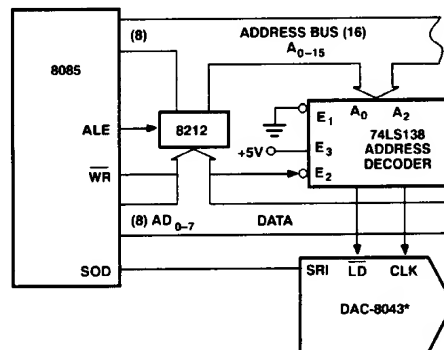 (8)
ADDRESS BUS (16)
A0–15
8085
8212
ALE
WR
E1
A0
A2
74LS138
ADDRESS
DECODER
+5V
E3
E2
(8) AD0–7
DATA
SOD
SRI
LD
CLK
DAC-8043*